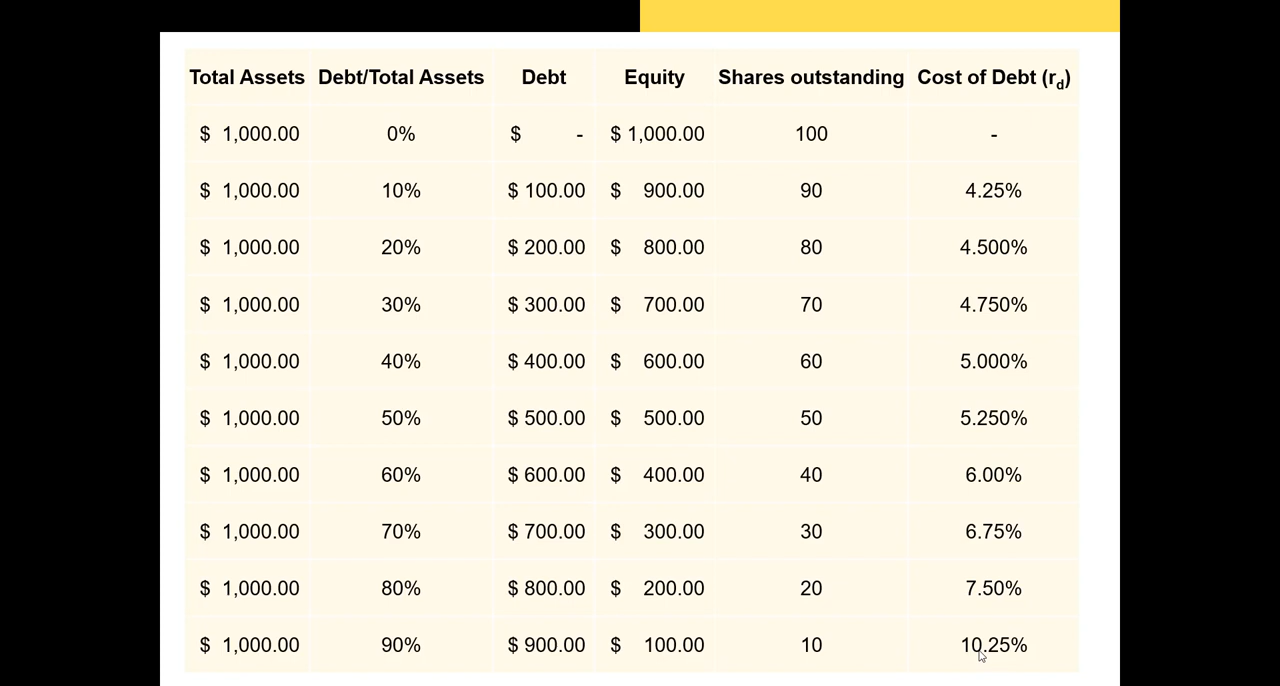 Total Assets Debt/Total Assets Debt Equity Shares outstanding Cost of Debt (rd)
$ 1,000.00 0% $ - $ 1,000.00 100 -
$ 1,000.00 10% $ 100.00 $ 900.00 90 4.25%
$ 1,000.00 20% $ 200.00 $ 800.00 80 4.500%
$ 1,000.00 30% $ 300.00 $ 700.00 70 4.750%
$ 1,000.00 40% $ 400.00 $ 600.00 60 5.000%
$ 1,000.00 50% $ 500.00 $ 500.00 50 5.250%
$ 1,000.00 60% $ 600.00 $ 400.00 40 6.00%
$ 1,000.00 70% $ 700.00 $ 300.00 30 6.75%
$ 1,000.00 80% $ 800.00 $ 200.00 20 7.50%
$ 1,000.00 90% $ 900.00 $ 100.00 10 10.25%